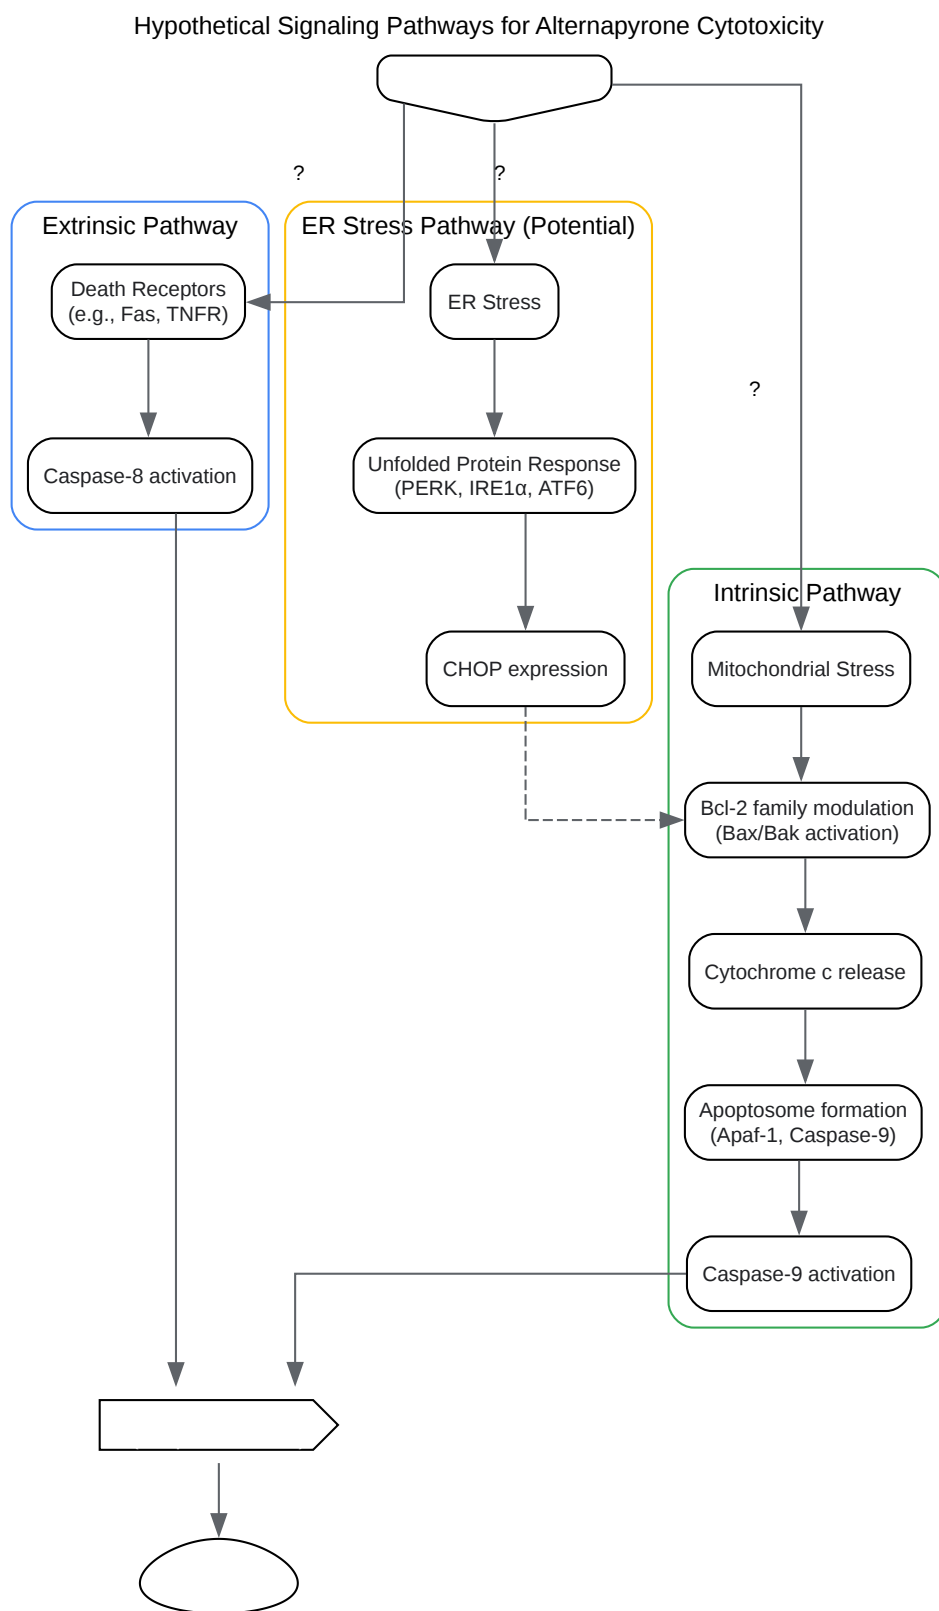 Hypothetical Signaling Pathways for Alternapyrone Cytotoxicity
?
?
Extrinsic Pathway
Death Receptors
(e.g., Fas, TNFR)
Caspase-8 activation
ER Stress Pathway (Potential)
ER Stress
Unfolded Protein Response
(PERK, IRE1α, ATF6)
CHOP expression
?
Intrinsic Pathway
Mitochondrial Stress
Bcl-2 family modulation
(Bax/Bak activation)
Cytochrome c release
Apoptosome formation
(Apaf-1, Caspase-9)
Caspase-9 activation